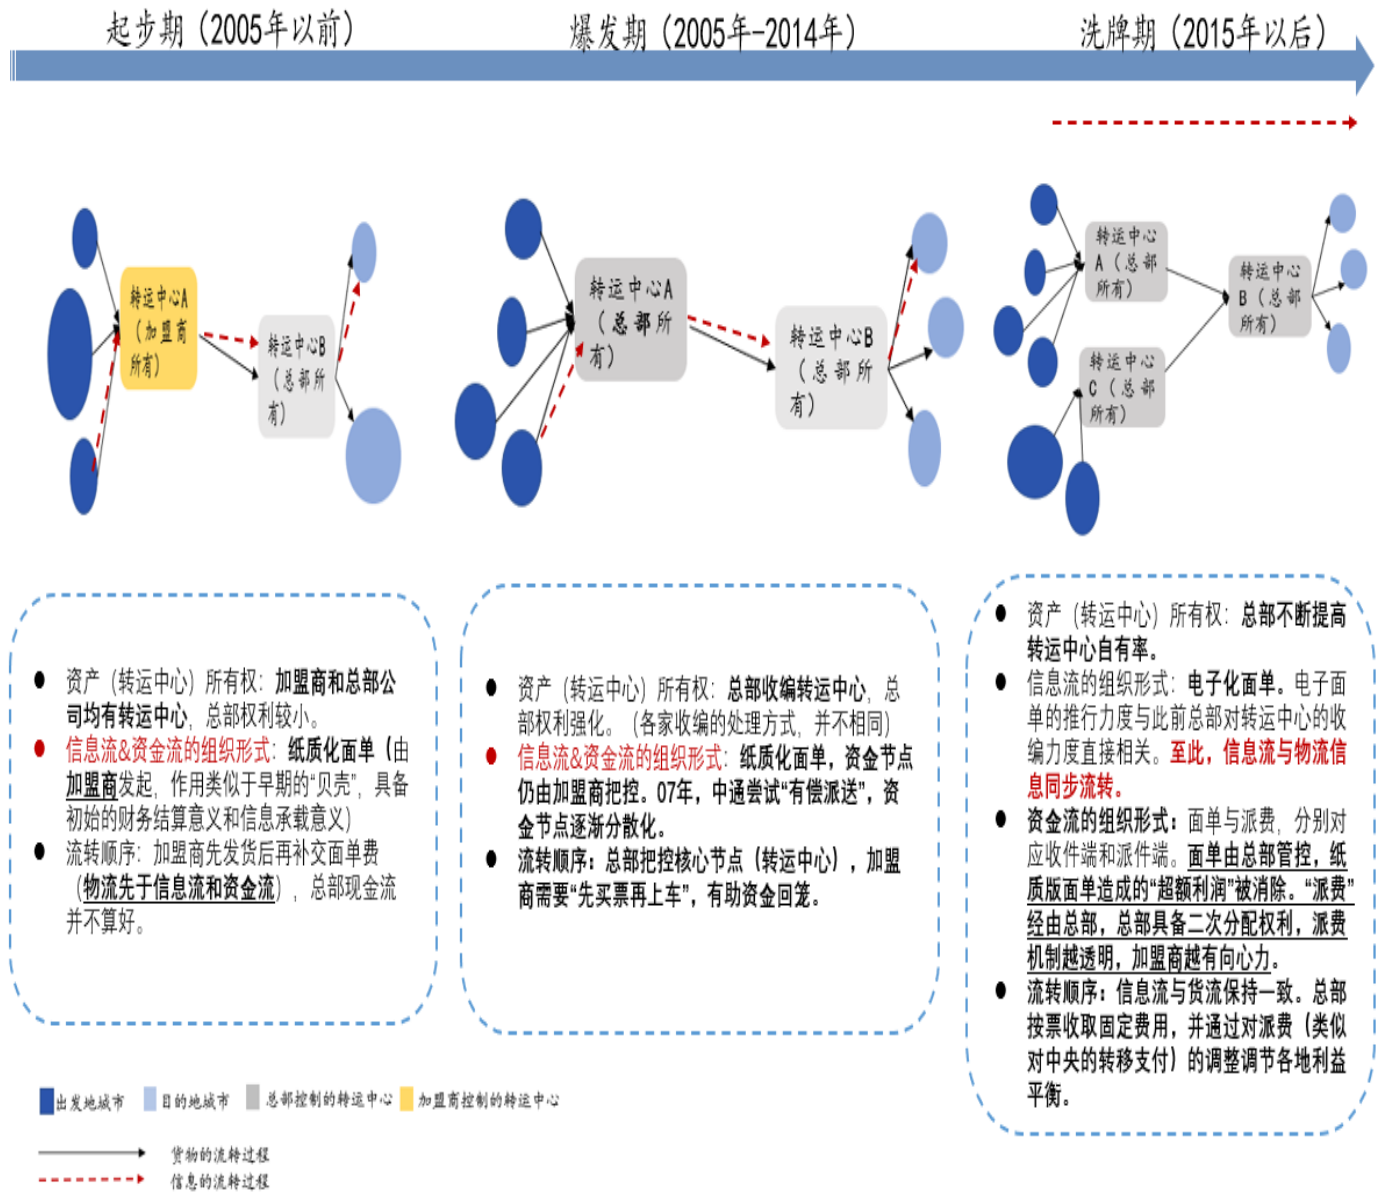 起步期（2005年以前）
爆发期（2005年-2014年）
洗牌期（2015年以后）
转运中心A
（加盟商
所有）
转运中心B
（总部所
有）
转运中心A
（总部所
有）
转运中心B
（总部所
有）
转运中心
A（总部
所有）
转运中心
C（总部
所有）
转运中心
B（总部
所有）
● 资产（转运中心）所有权：加盟商和总部公
司均有转运中心，总部权利较小。
● 信息流&资金流的组织形式：纸质化面单（由
加盟商发起，作用类似于早期的“贝壳”，具备
初始的财务结算意义和信息承载意义）
● 流转顺序：加盟商先发货后再补交面单费
（物流先于信息流和资金流），总部现金流
并不算好。
● 资产（转运中心）所有权：总部收编转运中心，总
部权利强化。（各家收编的处理方式，并不相同）
● 信息流&资金流的组织形式：纸质化面单，资金节点
仍由加盟商把控。07年，中通尝试“有偿派送”，资
金节点逐渐分散化。
● 流转顺序：总部把控核心节点（转运中心），加盟
商需要“先买票再上车”，有助资金回笼。
● 资产（转运中心）所有权：总部不断提高
转运中心自有率。
● 信息流的组织形式：电子化面单。电子面
单的推行力度与此前总部对转运中心的收
编力度直接相关。至此，信息流与物流信
息同步流转。
● 资金流的组织形式：面单与派费，分别对
应收件端和派件端。面单由总部管控，纸
质版面单造成的“超额利润”被消除。“派费”
经由总部，总部具备二次分配权利，派费
机制越透明，加盟商越有向心力。
● 流转顺序：信息流与货流保持一致。总部
按票收取固定费用，并通过对派费（类似
对中央的转移支付）的调整调节各地利益
平衡。
出发地城市
目的地城市
总部控制的转运中心
加盟商控制的转运中心
货物的流转过程
信息的流转过程